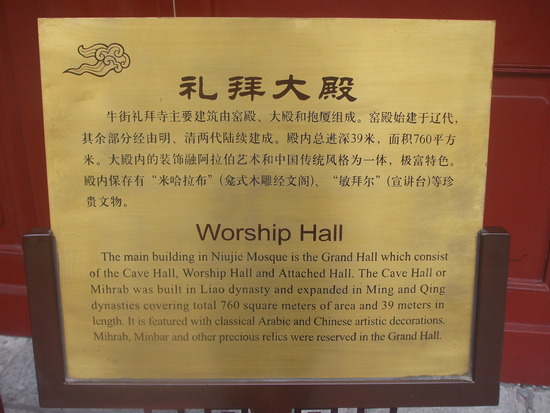 礼拜大殿
牛街礼拜寺主要建筑由窑殿、大殿和抱厦组成。窑殿始建于辽代，
其余部分经由明、清两代陆续建成。殿内总进深39米，面积760平方
米。大殿内的装饰融阿拉伯艺术和中国传统风格为一体，极富特色。
殿内保存有“米哈拉布”(龛式木雕经文阁)、“敏拜尔”(宣讲台)等珍
贵文物。
Worship Hall
The main building in Niujie Mosque is the Grand Hall which consist
of the Cave Hall, Worship Hall and Attached Hall. The Cave Hall or
Mihrab was built in Liao dynasty and expanded in Ming and Qing
dynasties covering total 760 square meters of area and 39 meters in
length. It is featured with classical Arabic and Chinese artistic decorations.
Mihrab, Minbar and other precious relics were reserved in the Grand Hall.